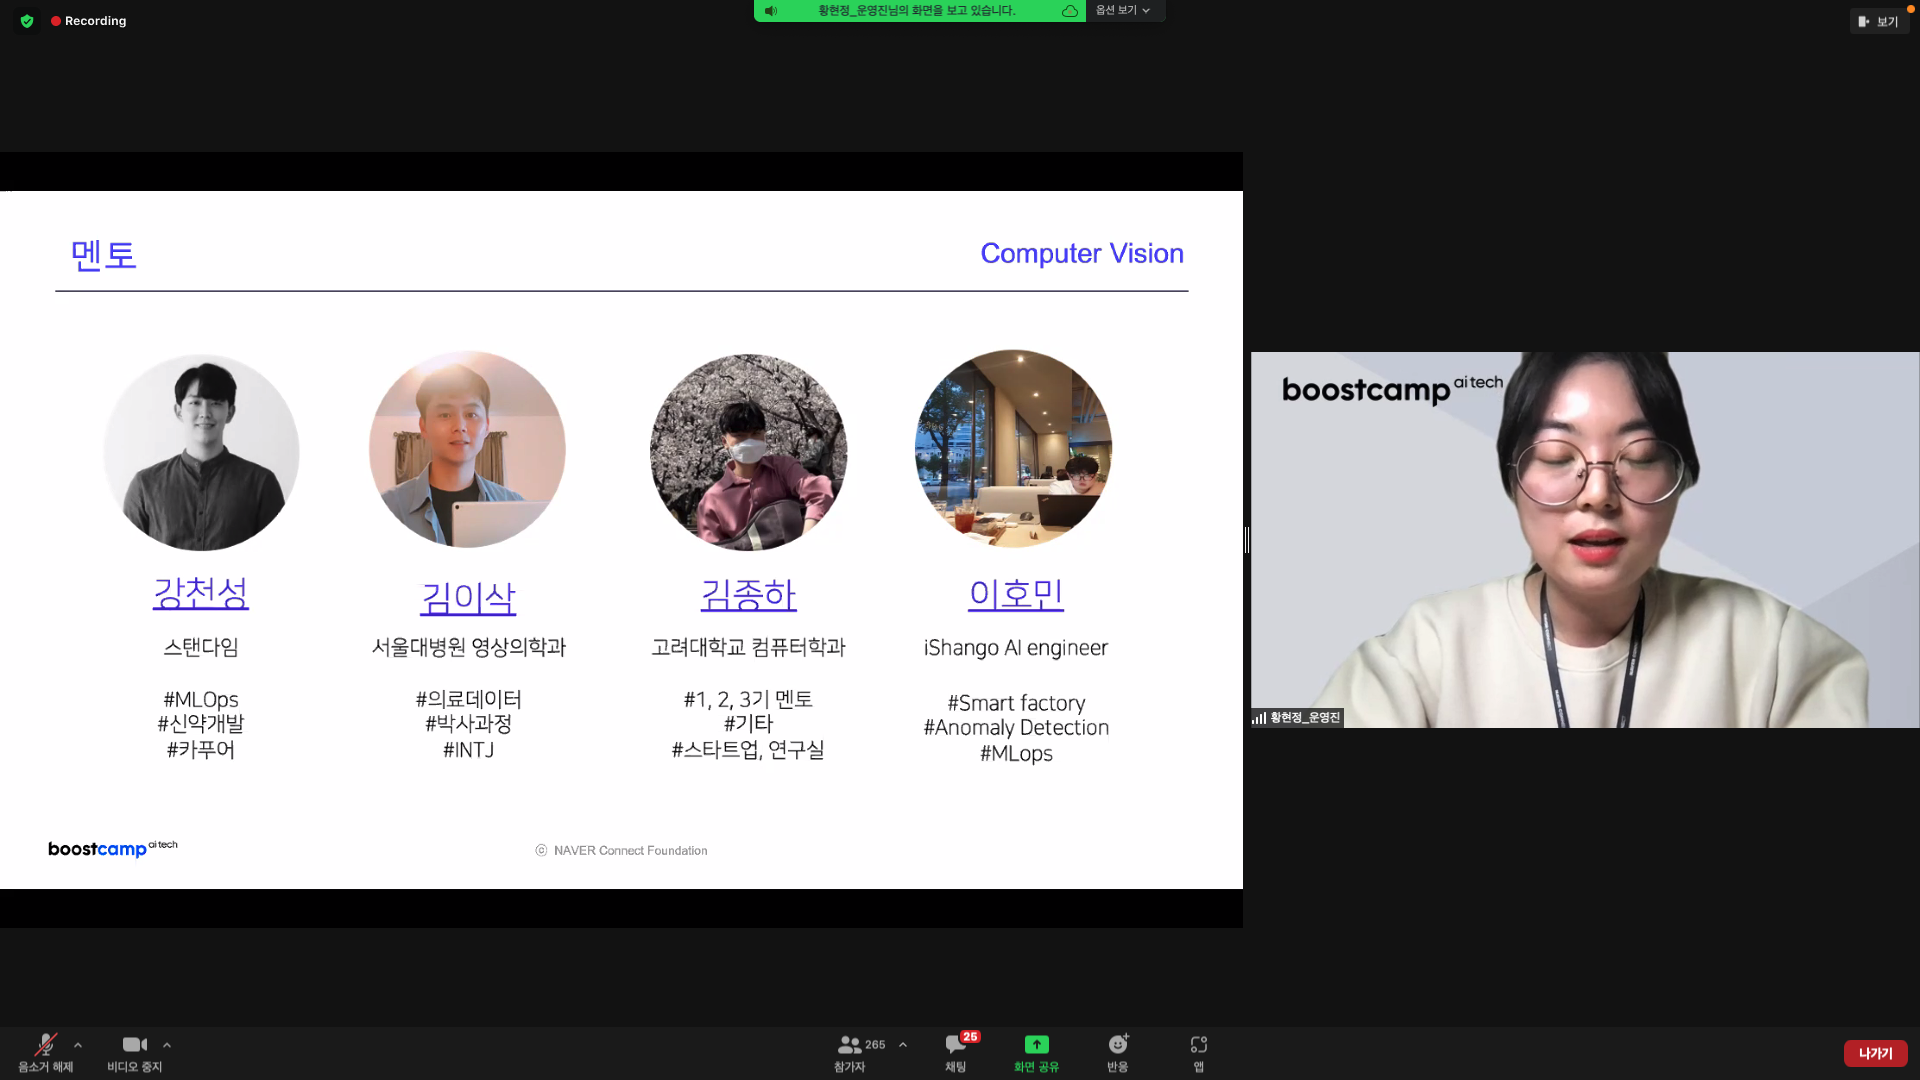 Recording
황현정_운영진님의 화면을 보고 있습니다.
옵션 보기
보기
멘토
Computer Vision
강천성
스탠다임
#MLOps
#신약개발
#카푸어
김이삭
서울대병원 영상의학과
#의료데이터
#박사과정
#INTJ
김종하
고려대학교 컴퓨터학과
#1, 2, 3기 멘토
#기타
#스타트업, 연구실
이호민
iShango AI engineer
#Smart factory
#Anomaly Detection
#MLops
boostcamp ai tech
NAVER Connect Foundation
boostcamp ai tech
황현정_운영진
음소거 해제
비디오 중지
265
참가자
25
채팅
화면 공유
반응
앱
나가기